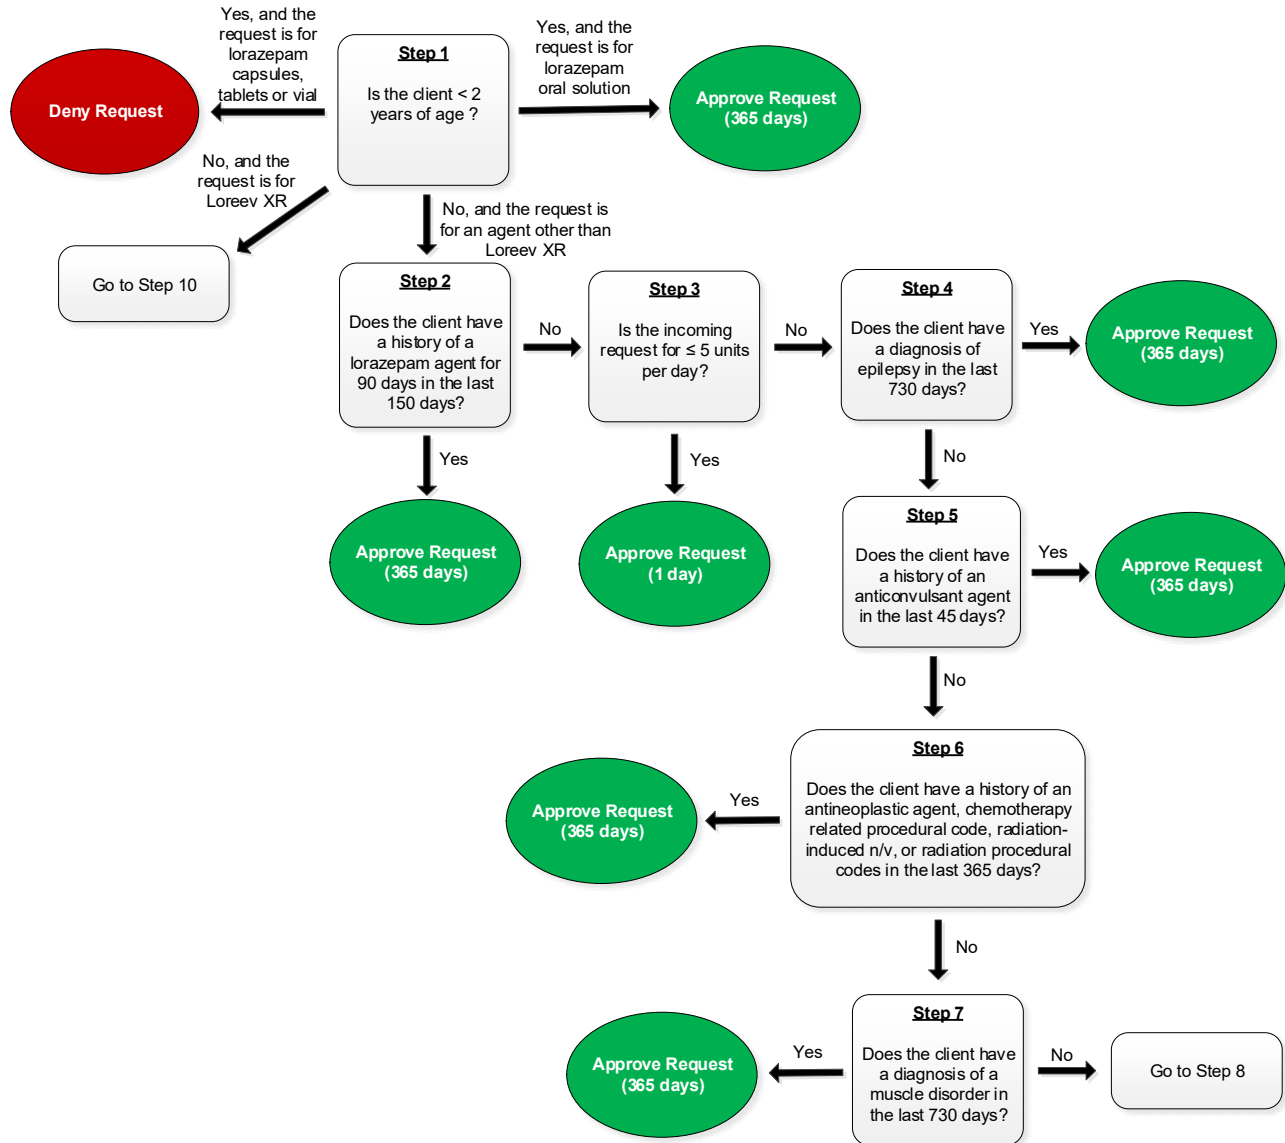 Yes, and the
request is for
lorazepam
capsules,
tablets or vial
Deny Request
Step 1
Is the client < 2
years of age ?
Yes, and the
request is for
lorazepam
oral solution
Approve Request
(365 days)
No, and the
request is for
Loreev XR
Go to Step 10
No, and the request is
for an agent other than
Loreev XR
Step 2
Does the client have
a history of a
lorazepam agent for
90 days in the last
150 days?
No
Step 3
Is the incoming
request for ≤ 5 units
per day?
No
Step 4
Does the client have
a diagnosis of
epilepsy in the last
730 days?
Yes
Approve Request
(365 days)
Yes
Approve Request
(365 days)
Yes
Approve Request
(1 day)
No
Step 5
Does the client have
a history of an
anticonvulsant agent
in the last 45 days?
Yes
Approve Request
(365 days)
No
Step 6
Does the client have a history of an
antineoplastic agent, chemotherapy
related procedural code, radiation-
induced n/v, or radiation procedural
codes in the last 365 days?
Yes
Approve Request
(365 days)
No
Step 7
Does the client have
a diagnosis of a
muscle disorder in
the last 730 days?
Yes
Approve Request
(365 days)
No
Go to Step 8